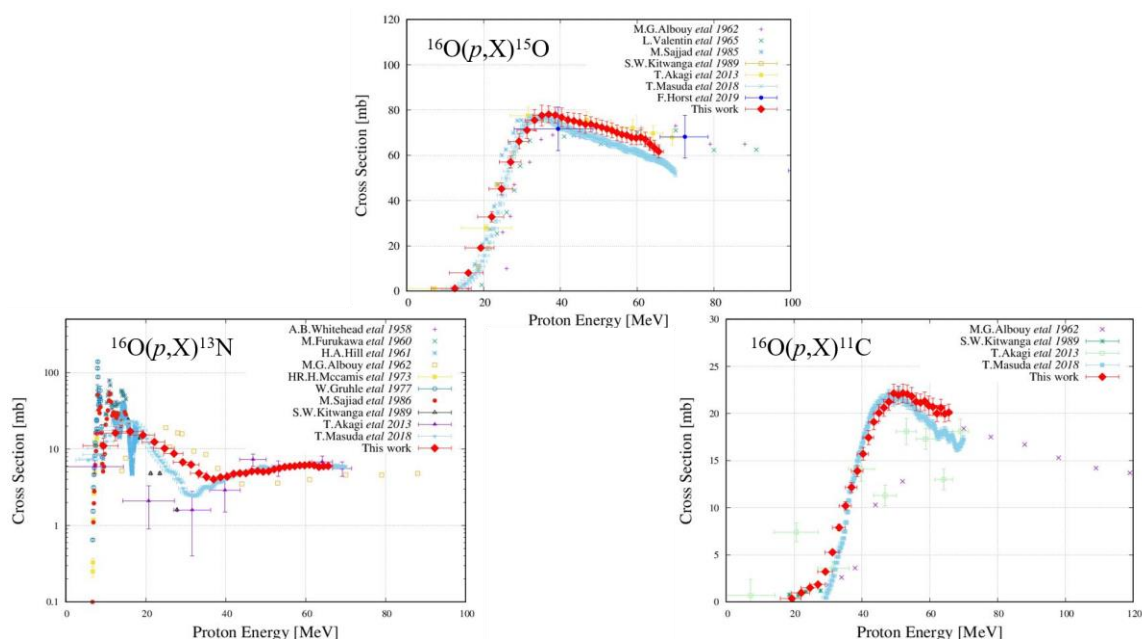 ¹⁶O(p,X)¹⁵O
M.G.Albouy etal 1962
L.Valentin etal 1965
M.Sajjad etal 1985
S.W.Kitwanga etal 1989
T.Akagi etal 2013
T.Masuda etal 2018
F.Horst etal 2019
This work
Cross Section [mb]
120
100
80
60
40
20
0
0
20
40
60
80
100
Proton Energy [MeV]
¹⁶O(p,X)¹³N
A.B.Whitehead etal 1958
M.Furukawa etal 1960
H.A.Hill etal 1961
M.G.Albouy etal 1962
HR.H.Mccamis etal 1973
W.Gruhle etal 1977
M.Sajjad etal 1986
S.W.Kitwanga etal 1989
T.Akagi etal 2013
T.Masuda etal 2018
This work
Cross Section [mb]
100
10
1
0.1
0
20
40
60
80
100
Proton Energy [MeV]
¹⁶O(p,X)¹¹C
M.G.Albouy etal 1962
S.W.Kitwanga etal 1989
T.Akagi etal 2013
T.Masuda etal 2018
This work
Cross Section [mb]
30
25
20
15
10
5
0
0
20
40
60
80
100
120
Proton Energy [MeV]